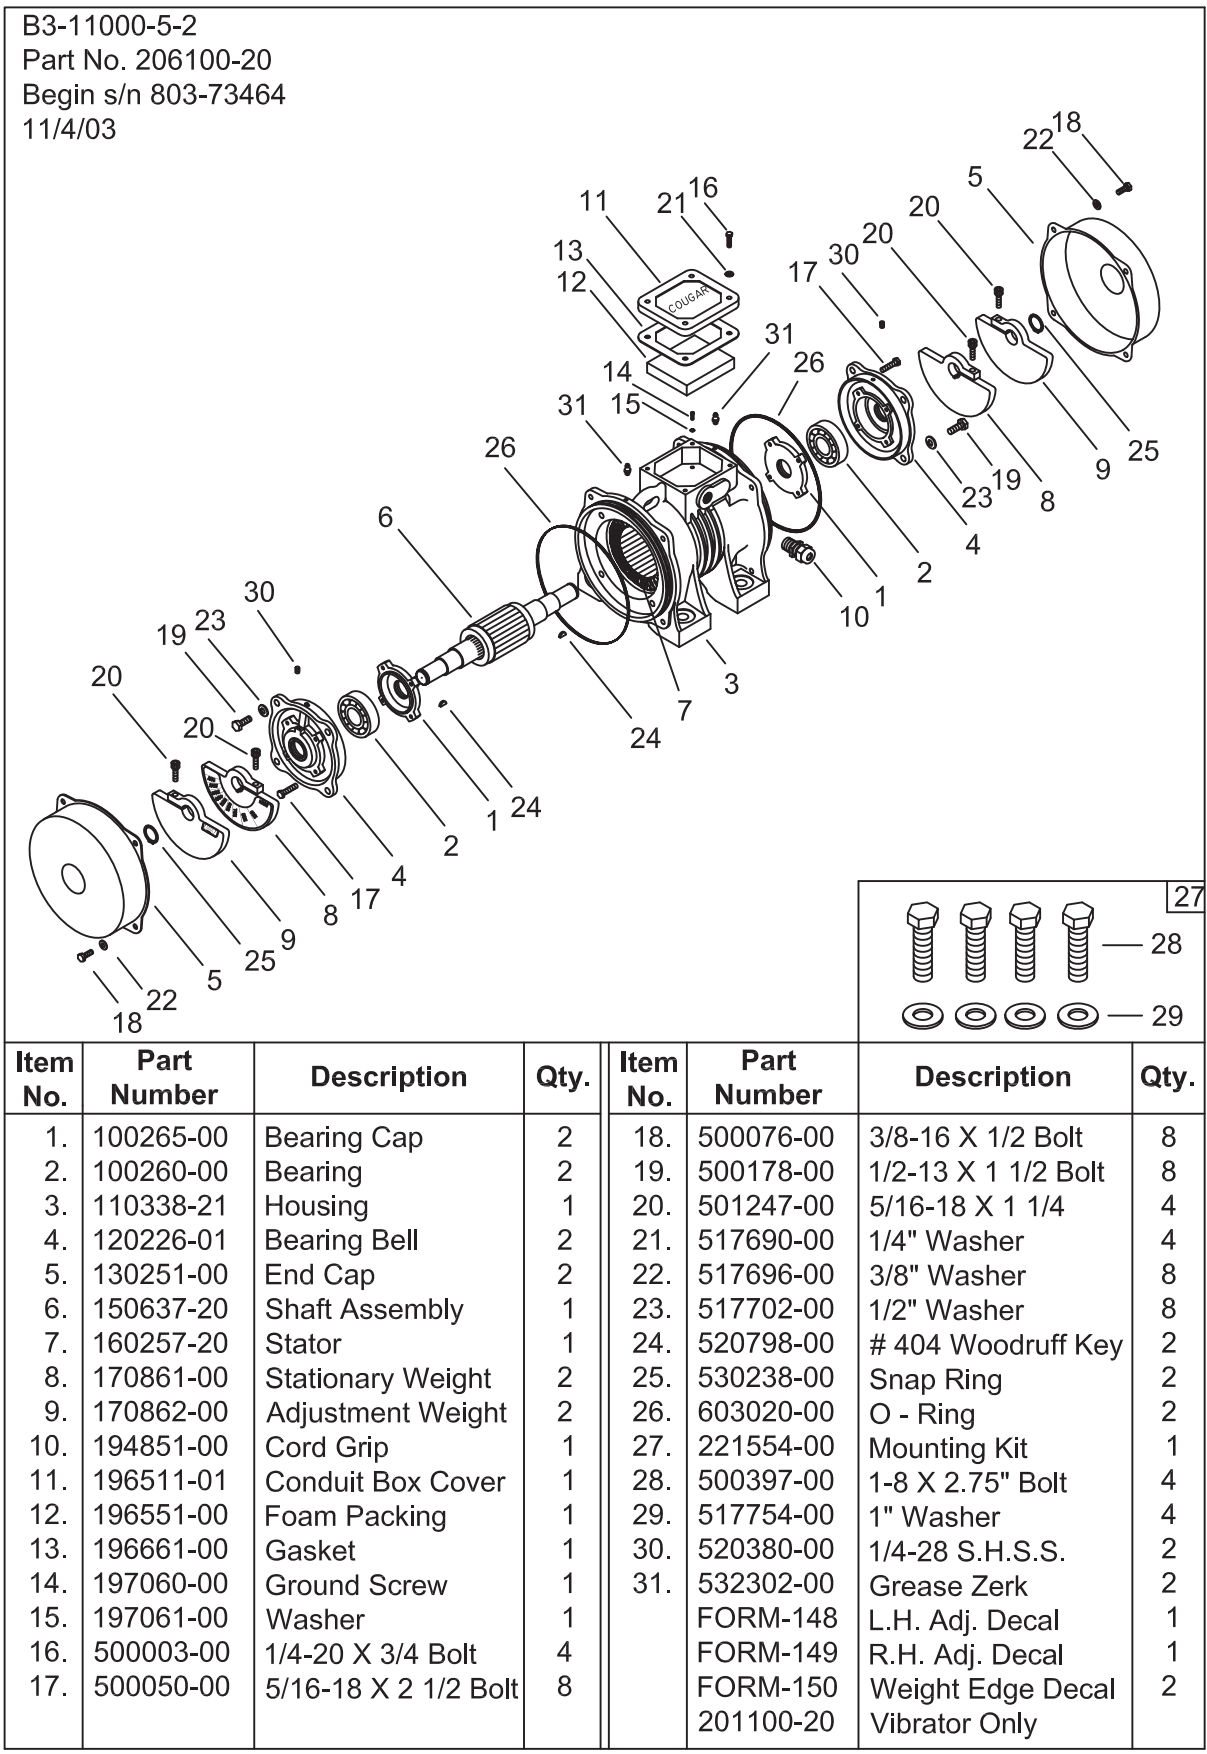 B3-11000-5-2
Part No. 206100-20
Begin s/n 803-73464
11/4/03
18
22
5
16
21
11
20
20
30
13
12
17
31
26
14
15
31
26
25
9
19
8
23
4
6
2
1
10
3
30
23
19
7
24
20
20
24
1
2
4
17
8
9
25
5
22
18
27
28
29
COUGAR
Item No. Part Number Description Qty.
1. 100265-00 Bearing Cap 2
2. 100260-00 Bearing 2
3. 110338-21 Housing 1
4. 120226-01 Bearing Bell 2
5. 130251-00 End Cap 2
6. 150637-20 Shaft Assembly 1
7. 160257-20 Stator 1
8. 170861-00 Stationary Weight 2
9. 170862-00 Adjustment Weight 2
10. 194851-00 Cord Grip 1
11. 196511-01 Conduit Box Cover 1
12. 196551-00 Foam Packing 1
13. 196661-00 Gasket 1
14. 197060-00 Ground Screw 1
15. 197061-00 Washer 1
16. 500003-00 1/4-20 X 3/4 Bolt 4
17. 500050-00 5/16-18 X 2 1/2 Bolt 8
Item No. Part Number Description Qty.
18. 500076-00 3/8-16 X 1/2 Bolt 8
19. 500178-00 1/2-13 X 1 1/2 Bolt 8
20. 501247-00 5/16-18 X 1 1/4 4
21. 517690-00 1/4" Washer 4
22. 517696-00 3/8" Washer 8
23. 517702-00 1/2" Washer 8
24. 520798-00 # 404 Woodruff Key 2
25. 530238-00 Snap Ring 2
26. 603020-00 O - Ring 2
27. 221554-00 Mounting Kit 1
28. 500397-00 1-8 X 2.75" Bolt 4
29. 517754-00 1" Washer 4
30. 520380-00 1/4-28 S.H.S.S. 2
31. 532302-00 Grease Zerk 2
FORM-148 L.H. Adj. Decal 1
FORM-149 R.H. Adj. Decal 1
FORM-150 Weight Edge Decal 2
201100-20 Vibrator Only